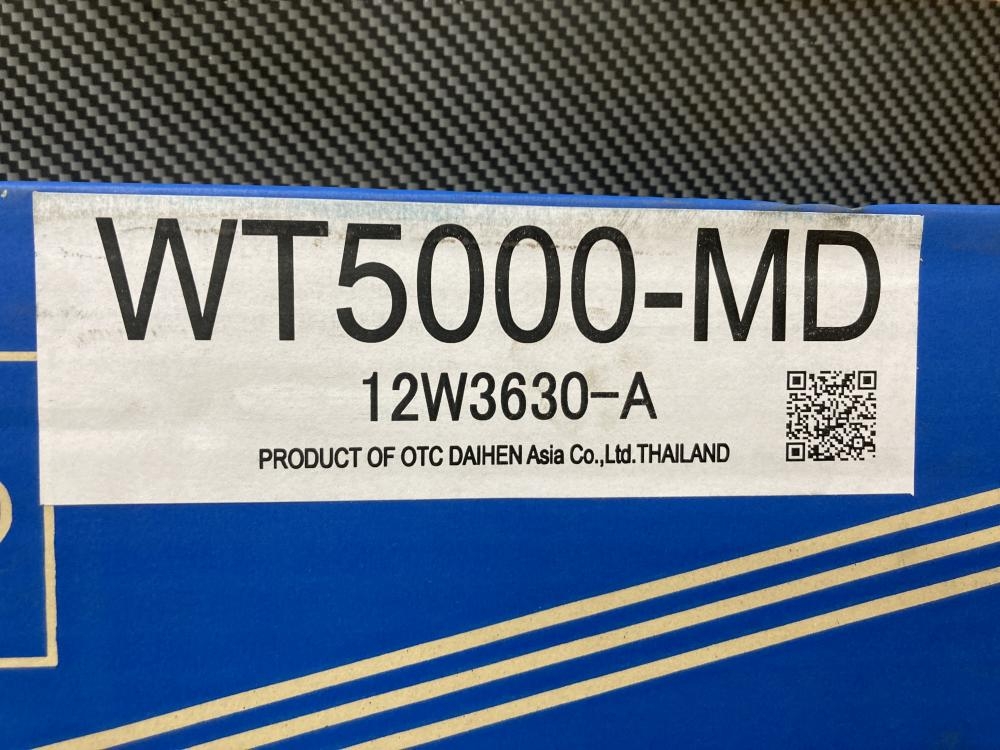 WT5000-MD
12W3630-A
PRODUCT OF OTC DAIHEN Asia Co.,Ltd.THAILAND